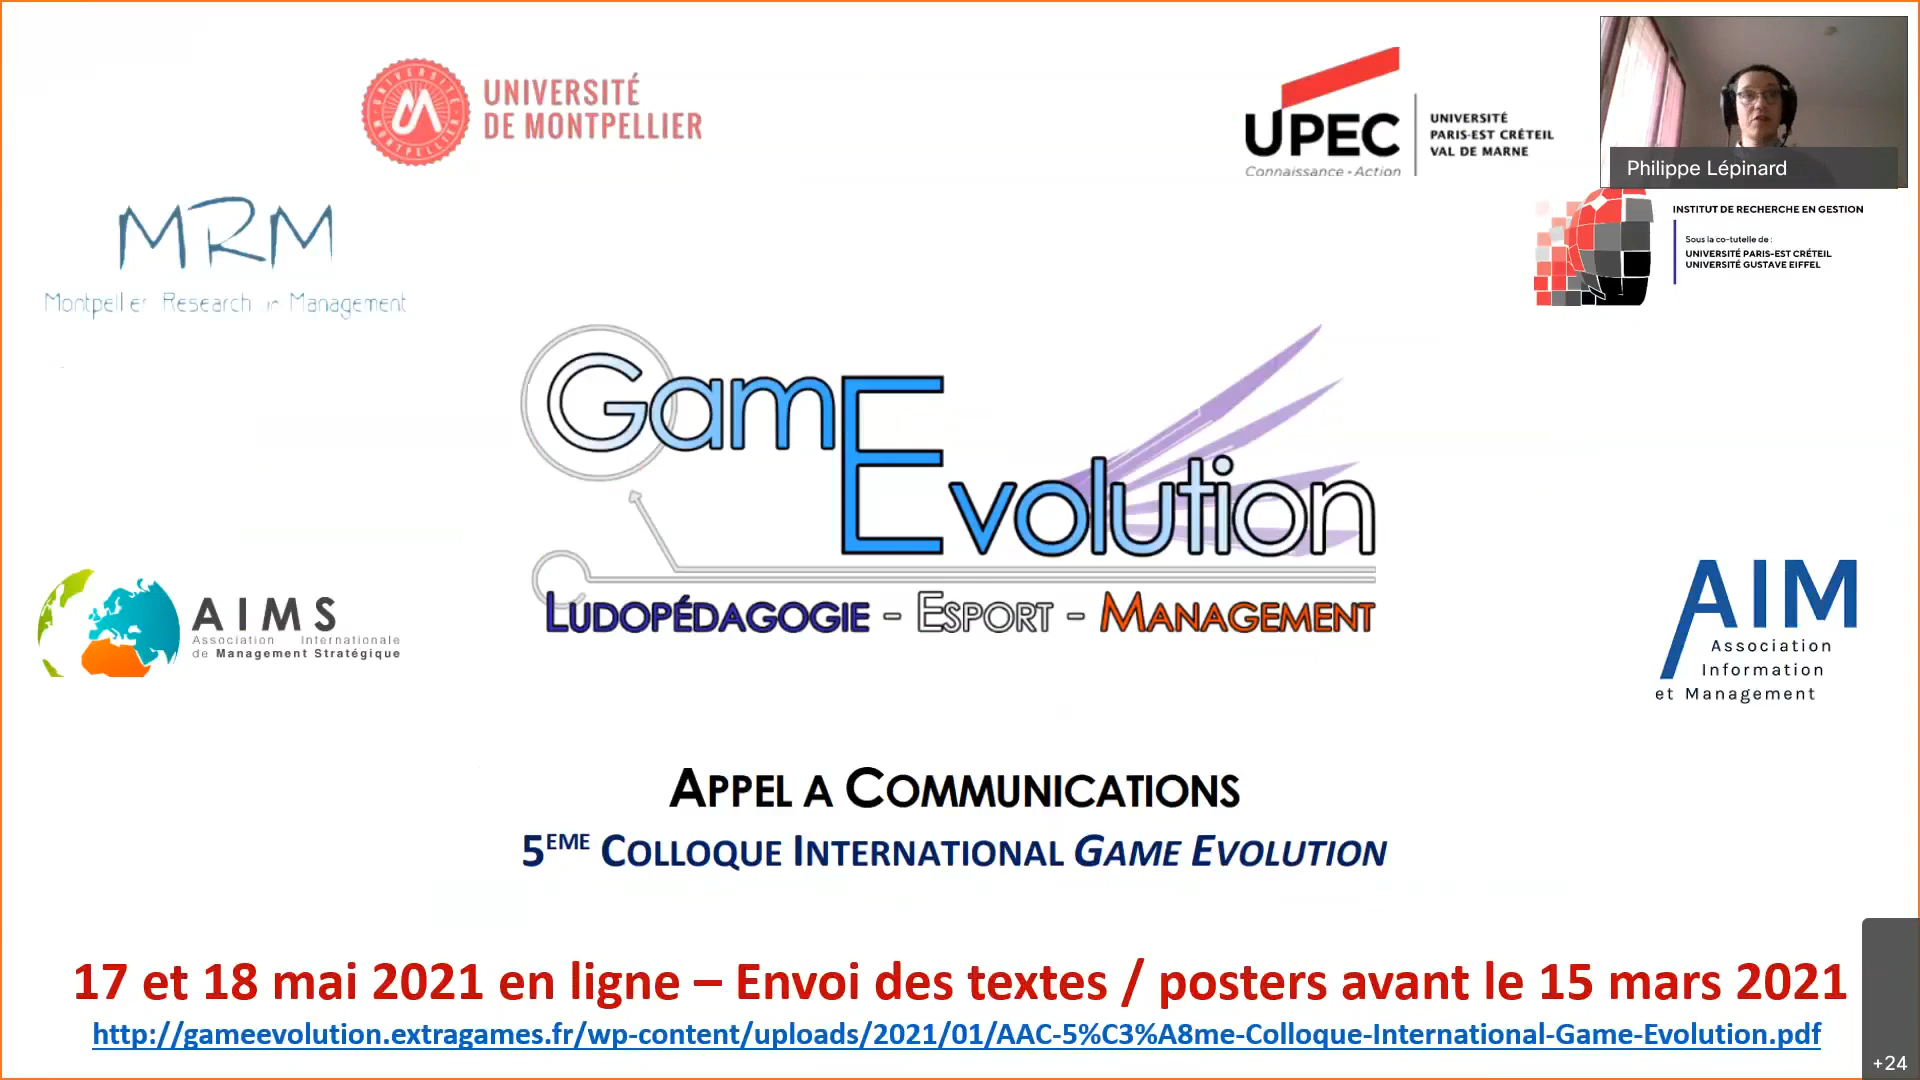 UNIVERSITÉ
DE MONTPELLIER
UNIVERSITÉ
MONTPELLIER
UPEC
Connaissance - Action
UNIVERSITÉ
PARIS-EST CRÉTEIL
VAL DE MARNE
Philippe Lépinard
MRM
Montpellier Research in Management
INSTITUT DE RECHERCHE EN GESTION
Sous la co-tutelle de :
UNIVERSITÉ PARIS-EST CRÉTEIL
UNIVERSITÉ GUSTAVE EIFFEL
Gam
Evolution
LUDOPÉDAGOGIE - ESPORT - MANAGEMENT
AIMS
Association Internationale
de Management Stratégique
AIM
Association
Information
et Management
APPEL A COMMUNICATIONS
5EME COLLOQUE INTERNATIONAL GAME EVOLUTION
17 et 18 mai 2021 en ligne – Envoi des textes / posters avant le 15 mars 2021
http://gameevolution.extragames.fr/wp-content/uploads/2021/01/AAC-5%C3%A8me-Colloque-International-Game-Evolution.pdf
+24